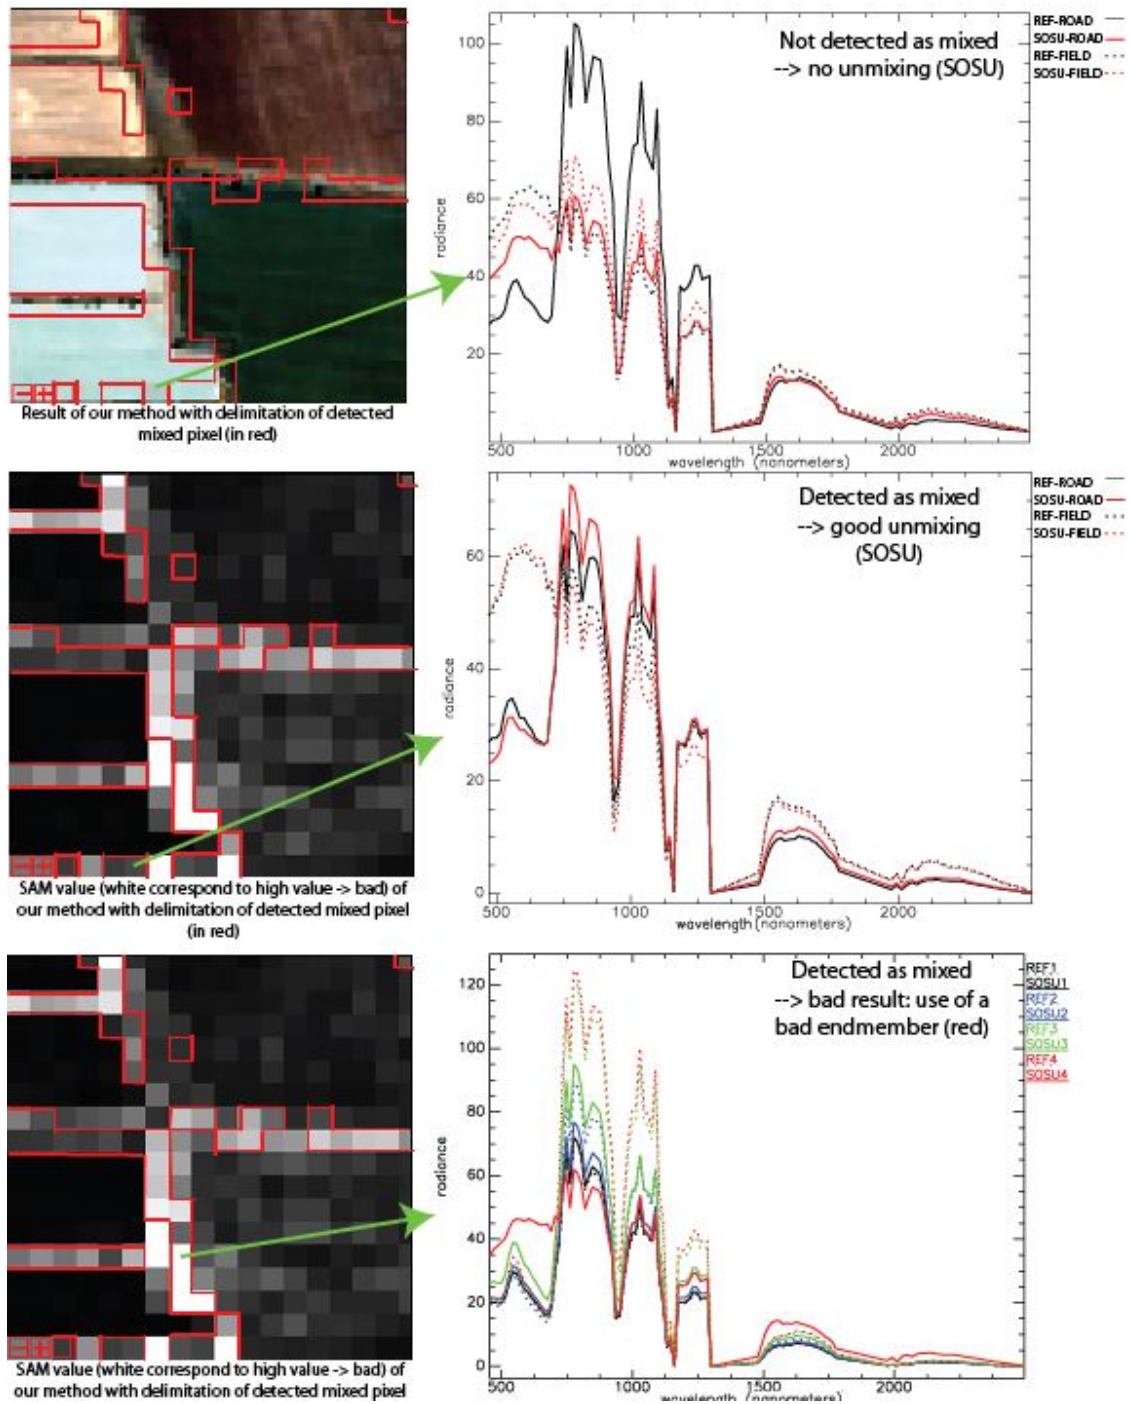 Not detected as mixed
--> no unmixing (SOSU)
REF-ROAD
SOSU-ROAD
REF-FIELD
SOSU-FIELD
100
80
60
40
20
radiance
500
1000
1500
2000
wavelength (nanometers)
Result of our method with delimitation of detected
mixed pixel (in red)
Detected as mixed
--> good unmixing
(SOSU)
REF-ROAD
SOSU-ROAD
REF-FIELD
SOSU-FIELD
60
40
20
0
radiance
500
1000
1500
2000
wavelength (nanometers)
SAM value (white correspond to high value -> bad) of
our method with delimitation of detected mixed pixel
(in red)
Detected as mixed
--> bad result: use of a
bad endmember (red)
REF1
SOSU1
REF2
SOSU2
REF3
SOSU3
REF4
SOSU4
120
100
80
60
40
20
0
radiance
500
1000
1500
2000
wavelength (nanometers)
SAM value (white correspond to high value -> bad) of
our method with delimitation of detected mixed pixel